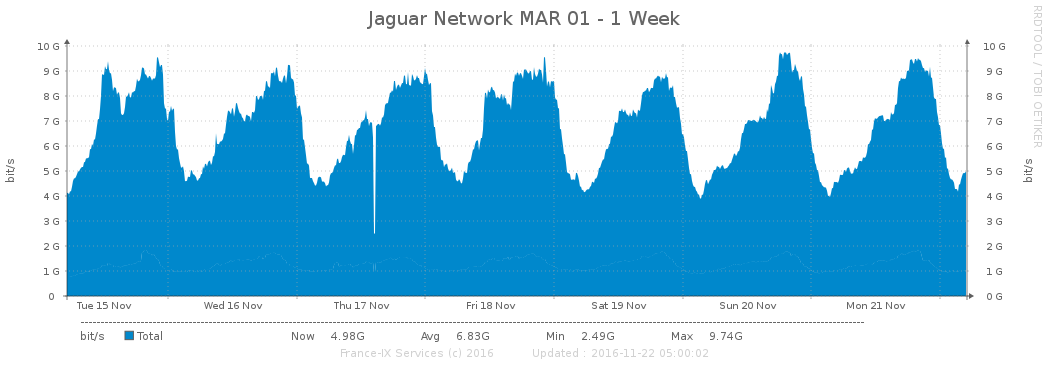 Jaguar Network MAR 01 - 1 Week
RRDTOOL / TOBI OETIKER
bit/s
10 G 10 G
9 G 9 G
8 G 8 G
7 G 7 G
6 G 6 G
5 G 5 G
4 G 4 G
3 G 3 G
2 G 2 G
1 G 1 G
0 0 G
bit/s
Tue 15 Nov Wed 16 Nov Thu 17 Nov Fri 18 Nov Sat 19 Nov Sun 20 Nov Mon 21 Nov
bit/s Total Now 4.98G Avg 6.83G Min 2.49G Max 9.74G
France-IX Services (c) 2016 Updated : 2016-11-22 05:00:02